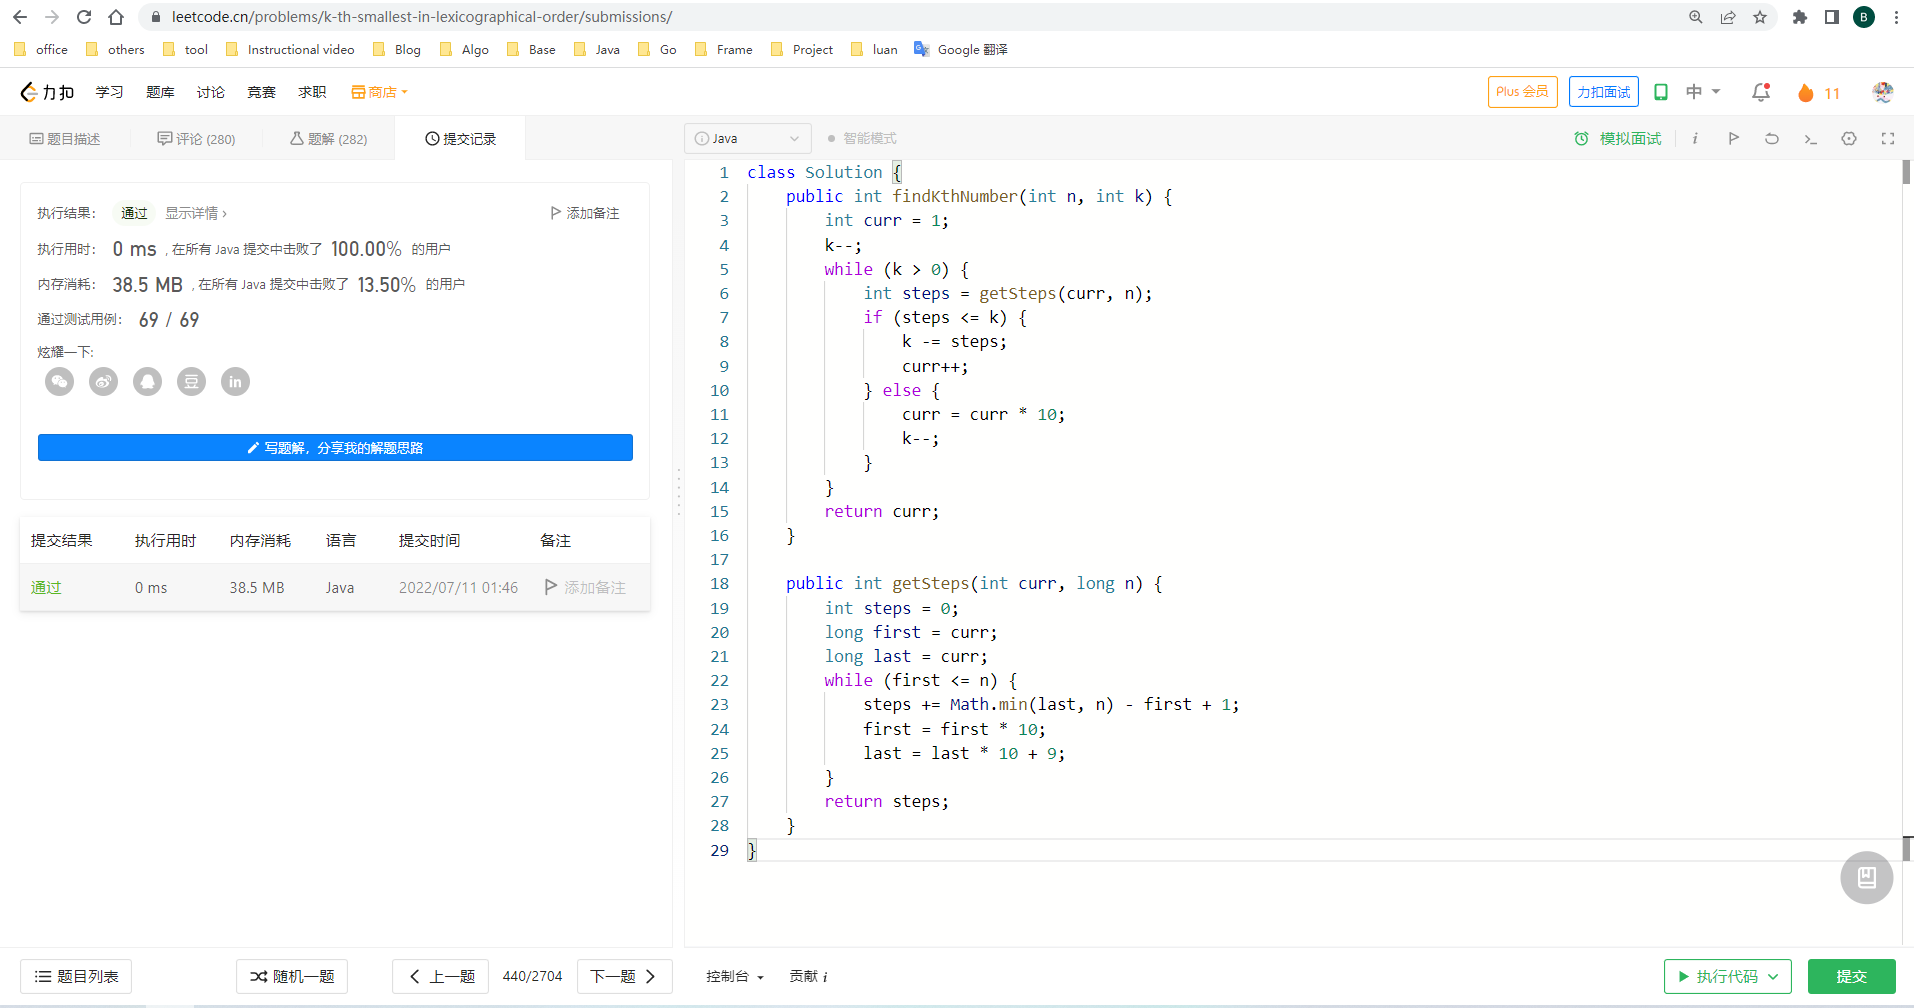 leetcode.cn/problems/k-th-smallest-in-lexicographical-order/submissions/
B
office others tool Instructional video Blog Algo Base Java Go Frame Project luan Google 翻译
力扣 学习 题库 讨论 竞赛 求职 商店 Plus 会员 力扣面试 中 11
题目描述 评论 (280) 题解 (282) 提交记录
Java 智能模式 模拟面试 i
执行结果： 通过 显示详情 › 添加备注
执行用时： 0 ms , 在所有 Java 提交中击败了 100.00% 的用户
内存消耗： 38.5 MB , 在所有 Java 提交中击败了 13.50% 的用户
通过测试用例： 69 / 69
炫耀一下:
豆 in
写题解，分享我的解题思路
提交结果 执行用时 内存消耗 语言 提交时间 备注
通过 0 ms 38.5 MB Java 2022/07/11 01:46 添加备注
1 class Solution {
2 public int findKthNumber(int n, int k) {
3 int curr = 1;
4 k--;
5 while (k > 0) {
6 int steps = getSteps(curr, n);
7 if (steps <= k) {
8 k -= steps;
9 curr++;
10 } else {
11 curr = curr * 10;
12 k--;
13 }
14 }
15 return curr;
16 }
17
18 public int getSteps(int curr, long n) {
19 int steps = 0;
20 long first = curr;
21 long last = curr;
22 while (first <= n) {
23 steps += Math.min(last, n) - first + 1;
24 first = first * 10;
25 last = last * 10 + 9;
26 }
27 return steps;
28 }
29 }
题目列表 随机一题 上一题 440/2704 下一题 控制台 贡献 i 执行代码 提交